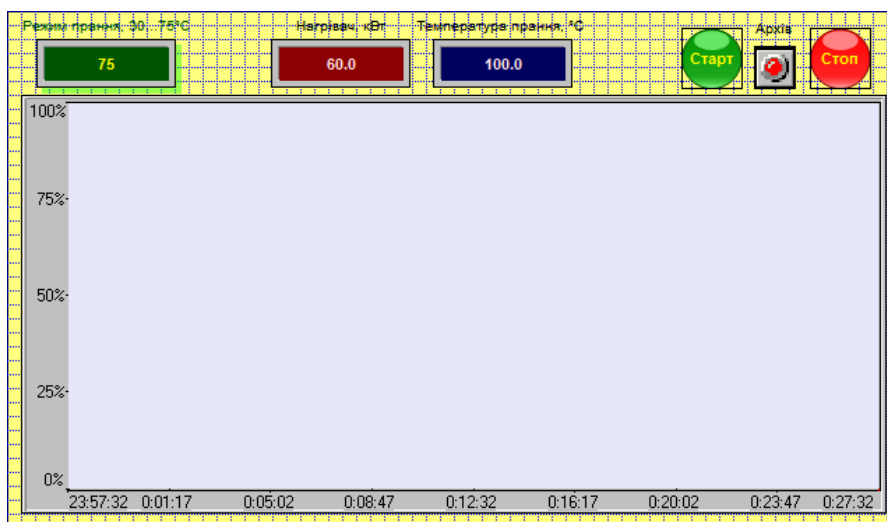 Режим прання, 30...75°C Нагрівач, кВт Температура прання, °C Архів
75 60.0 100.0 Старт Стоп
100%
75%
50%
25%
0%
23:57:32 0:01:17 0:05:02 0:08:47 0:12:32 0:16:17 0:20:02 0:23:47 0:27:32